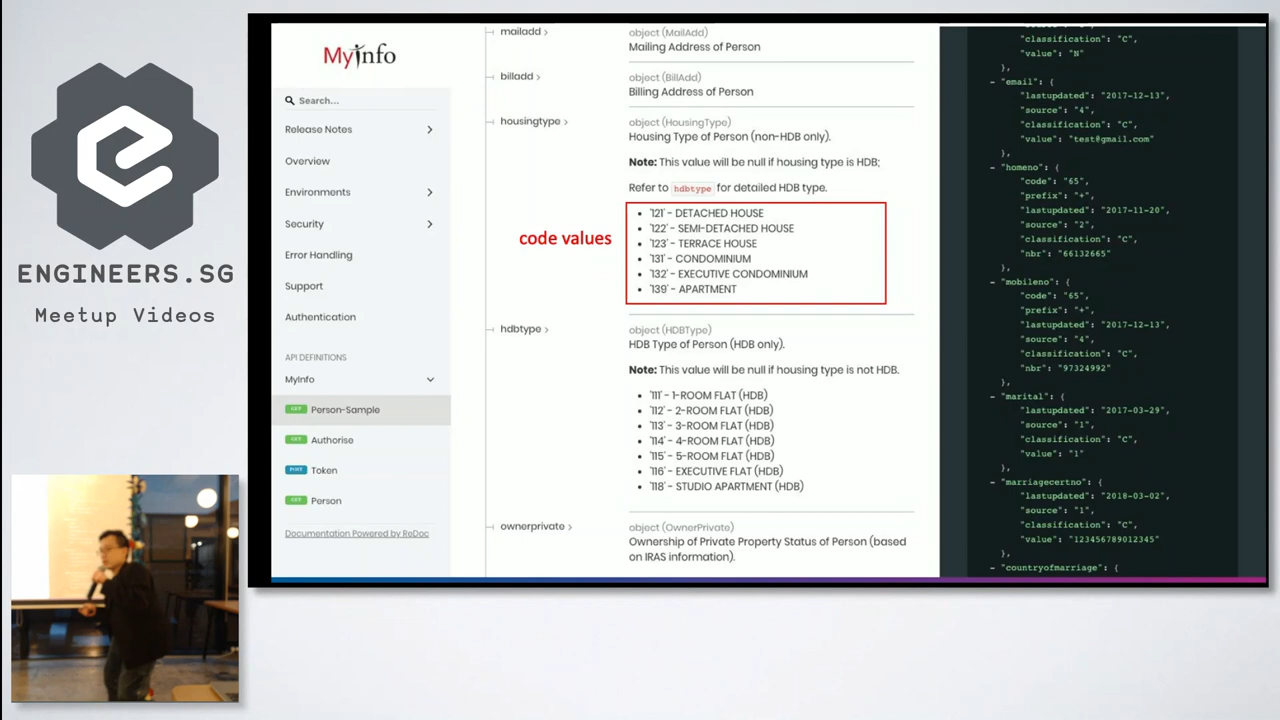 ENGINEERS.SG
Meetup Videos
MyInfo
Search...
Release Notes
Overview
Environments
Security
Error Handling
Support
Authentication
API DEFINITIONS
MyInfo
GET Person-Sample
GET Authorise
POST Token
GET Person
Documentation Powered by ReDoc
mailadd
object (MailAdd)
Mailing Address of Person
billadd
object (BillAdd)
Billing Address of Person
housingtype
object (HousingType)
Housing Type of Person (non-HDB only).
Note: This value will be null if housing type is HDB;
Refer to hdbtype for detailed HDB type.
code values
• '121' - DETACHED HOUSE
• '122' - SEMI-DETACHED HOUSE
• '123' - TERRACE HOUSE
• '131' - CONDOMINIUM
• '132' - EXECUTIVE CONDOMINIUM
• '139' - APARTMENT
hdbtype
object (HDBType)
HDB Type of Person (HDB only).
Note: This value will be null if housing type is not HDB.
• '111' - 1-ROOM FLAT (HDB)
• '112' - 2-ROOM FLAT (HDB)
• '113' - 3-ROOM FLAT (HDB)
• '114' - 4-ROOM FLAT (HDB)
• '115' - 5-ROOM FLAT (HDB)
• '116' - EXECUTIVE FLAT (HDB)
• '118' - STUDIO APARTMENT (HDB)
ownerprivate
object (OwnerPrivate)
Ownership of Private Property Status of Person (based
on IRAS information).
"classification": "C",
"value": "N"
},
- "email": {
"lastupdated": "2017-12-13",
"source": "4",
"classification": "C",
"value": "test@gmail.com"
},
- "homeno": {
"code": "65",
"prefix": "+",
"lastupdated": "2017-11-20",
"source": "2",
"classification": "C",
"nbr": "66132665"
},
- "mobileno": {
"code": "65",
"prefix": "+",
"lastupdated": "2017-12-13",
"source": "4",
"classification": "C",
"nbr": "97324992"
},
- "marital": {
"lastupdated": "2017-03-29",
"source": "1",
"classification": "C",
"value": "1"
},
- "marriagecertno": {
"lastupdated": "2018-03-02",
"source": "1",
"classification": "C",
"value": "123456789012345"
},
- "countryofmarriage": {